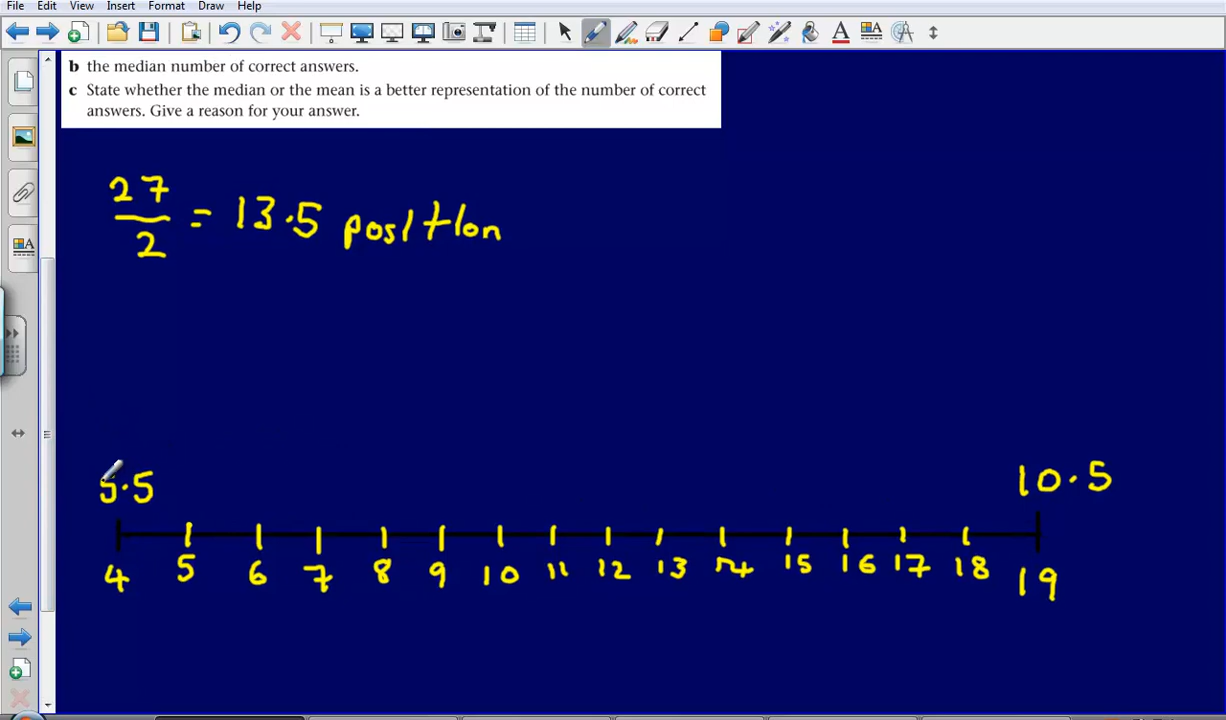 File Edit View Insert Format Draw Help
b the median number of correct answers.
c State whether the median or the mean is a better representation of the number of correct
answers. Give a reason for your answer.
27
2
= 13.5 position
5.5
10.5
4 5 6 7 8 9 10 11 12 13 14 15 16 17 18 19